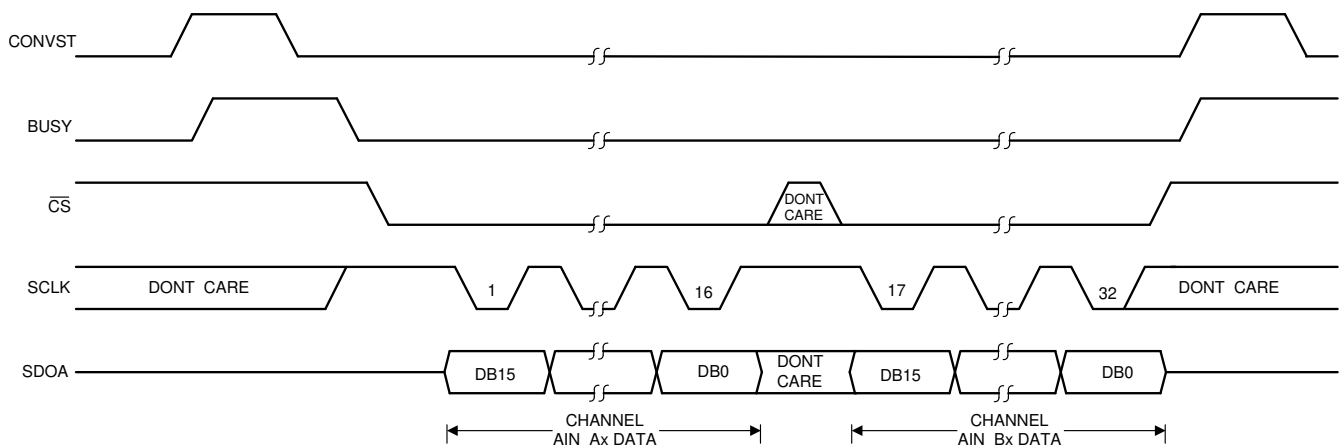 CONVST
BUSY
CS
DONT
CARE
SCLK
DONT CARE
1
16
17
32
DONT CARE
SDOA
DB15
DB0
DONT
CARE
DB15
DB0
CHANNEL
AIN Ax DATA
CHANNEL
AIN Bx DATA